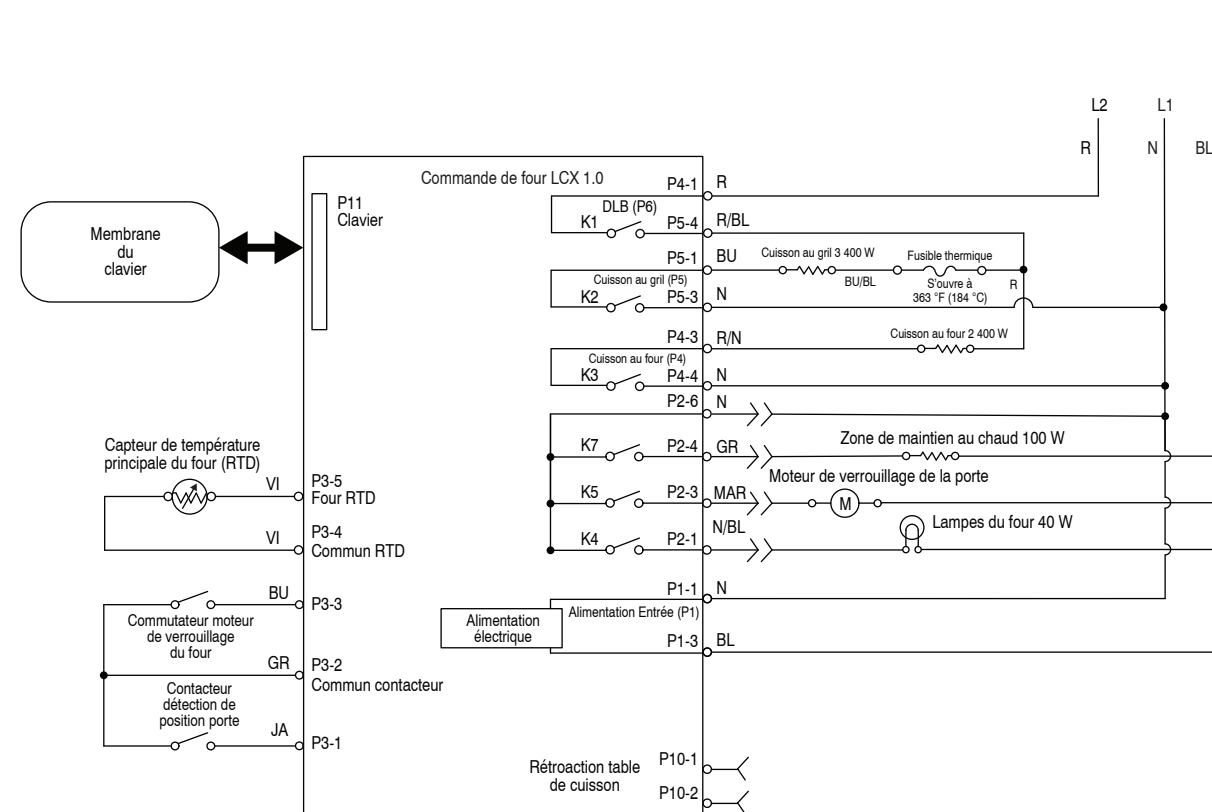 L2 L1
R N BL
Commande de four LCX 1.0
P11
Clavier
Membrane
du
clavier
P4-1 R
DLB (P6)
K1 P5-4 R/BL
P5-1 BU
Cuisson au gril 3 400 W
BU/BL
Fusible thermique
S'ouvre à
363 °F (184 °C)
R
Cuisson au gril (P5)
K2 P5-3 N
P4-3 R/N
Cuisson au four 2 400 W
Cuisson au four (P4)
K3 P4-4 N
P2-6 N
K7 P2-4 GR
Zone de maintien au chaud 100 W
Moteur de verrouillage de la porte
K5 P2-3 MAR
M
N/BL
K4 P2-1
Lampes du four 40 W
Capteur de température
principale du four (RTD)
VI P3-5
Four RTD
VI P3-4
Commun RTD
BU P3-3
Commutateur moteur
de verrouillage
du four
GR P3-2
Commun contacteur
Contacteur
détection de
position porte
JA P3-1
P1-1 N
Alimentation Entrée (P1)
Alimentation
électrique
P1-3 BL
Rétroaction table
de cuisson
P10-1
P10-2